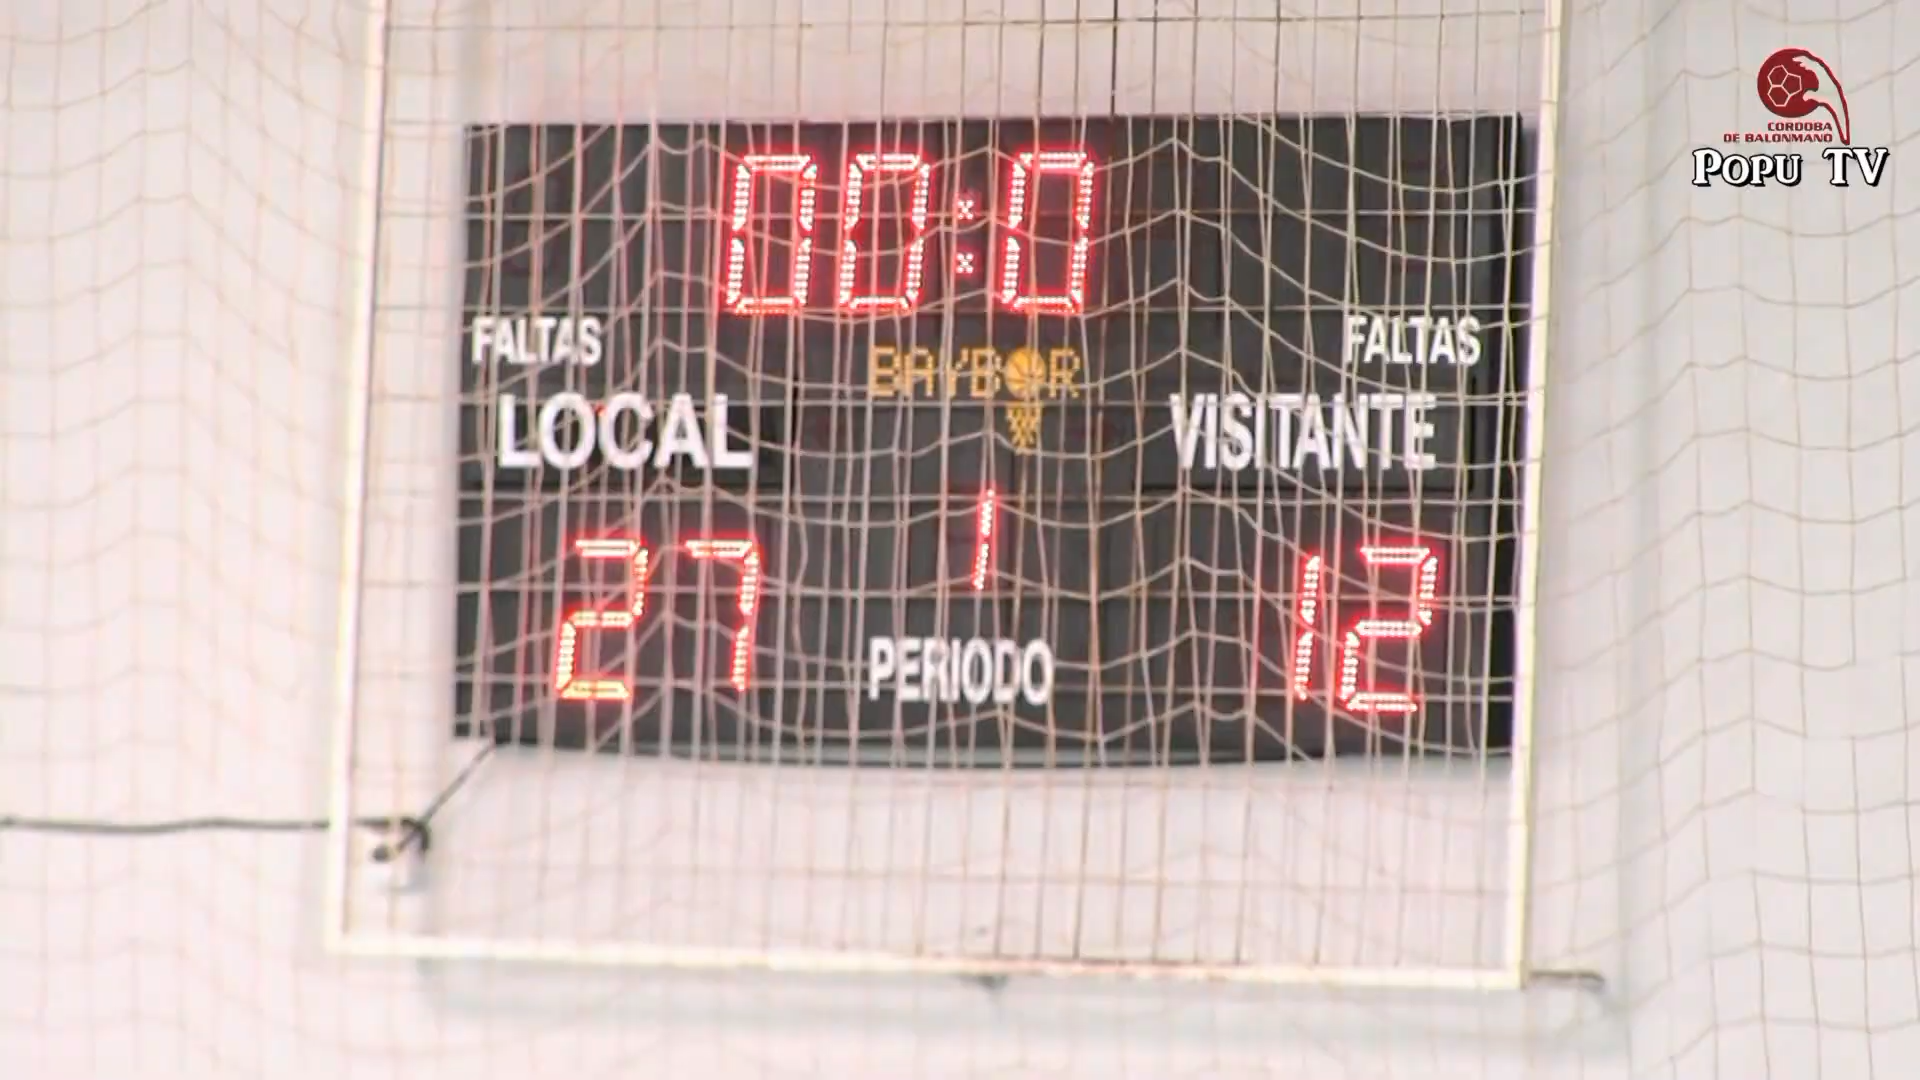 CORDOBA
DE BALONMANO
POPU TV
00:0
FALTAS
BAYBOR
FALTAS
LOCAL
VISITANTE
1
27
12
PERIODO